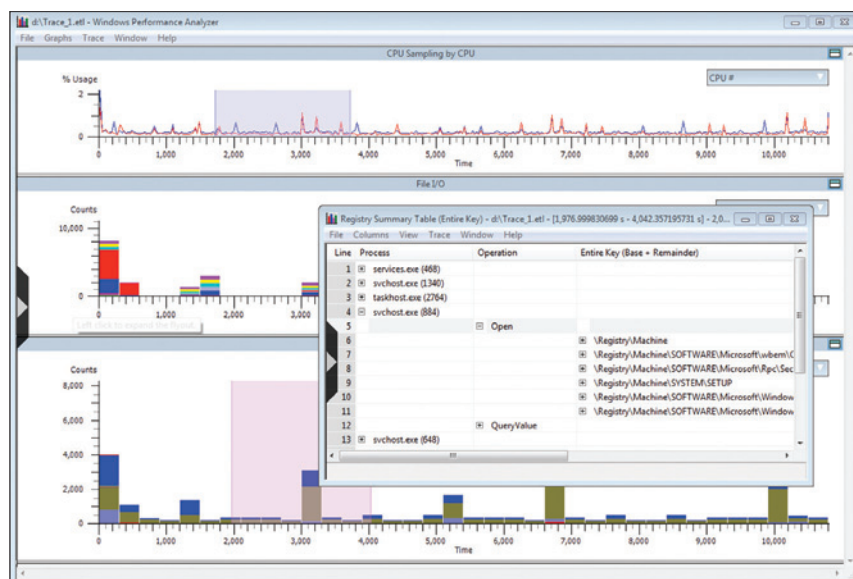 d:\Trace_1.etl - Windows Performance Analyzer
File Graphs Trace Window Help
CPU Sampling by CPU
% Usage
CPU #
2
0
0 1,000 2,000 3,000 4,000 5,000 6,000 7,000 8,000 9,000 10,000
Time
File I/O
Counts
10,000
0
0 1,000 2,000 3,000
Left click to expand the flyout.
Registry Summary Table (Entire Key) - d:\Trace_1.etl - [1,976.999830699 s - 4,042.357195731 s] - 2,0...
File Columns View Trace Window Help
Line Process Operation Entire Key (Base + Remainder)
1 services.exe (468)
2 svchost.exe (1340)
3 taskhost.exe (2764)
4 svchost.exe (884)
5 Open
6 \Registry\Machine
7 \Registry\Machine\SOFTWARE\Microsoft\wbem\C
8 \Registry\Machine\SOFTWARE\Microsoft\Rpc\Sec
9 \Registry\Machine\SYSTEM\SETUP
10 \Registry\Machine\SOFTWARE\Microsoft\Window
11 \Registry\Machine\SOFTWARE\Microsoft\Window
12 QueryValue
13 svchost.exe (648)
Counts
8,000
6,000
4,000
2,000
0
0 1,000 2,000 3,000 4,000 5,000 6,000 7,000 8,000 9,000 10,000
Time